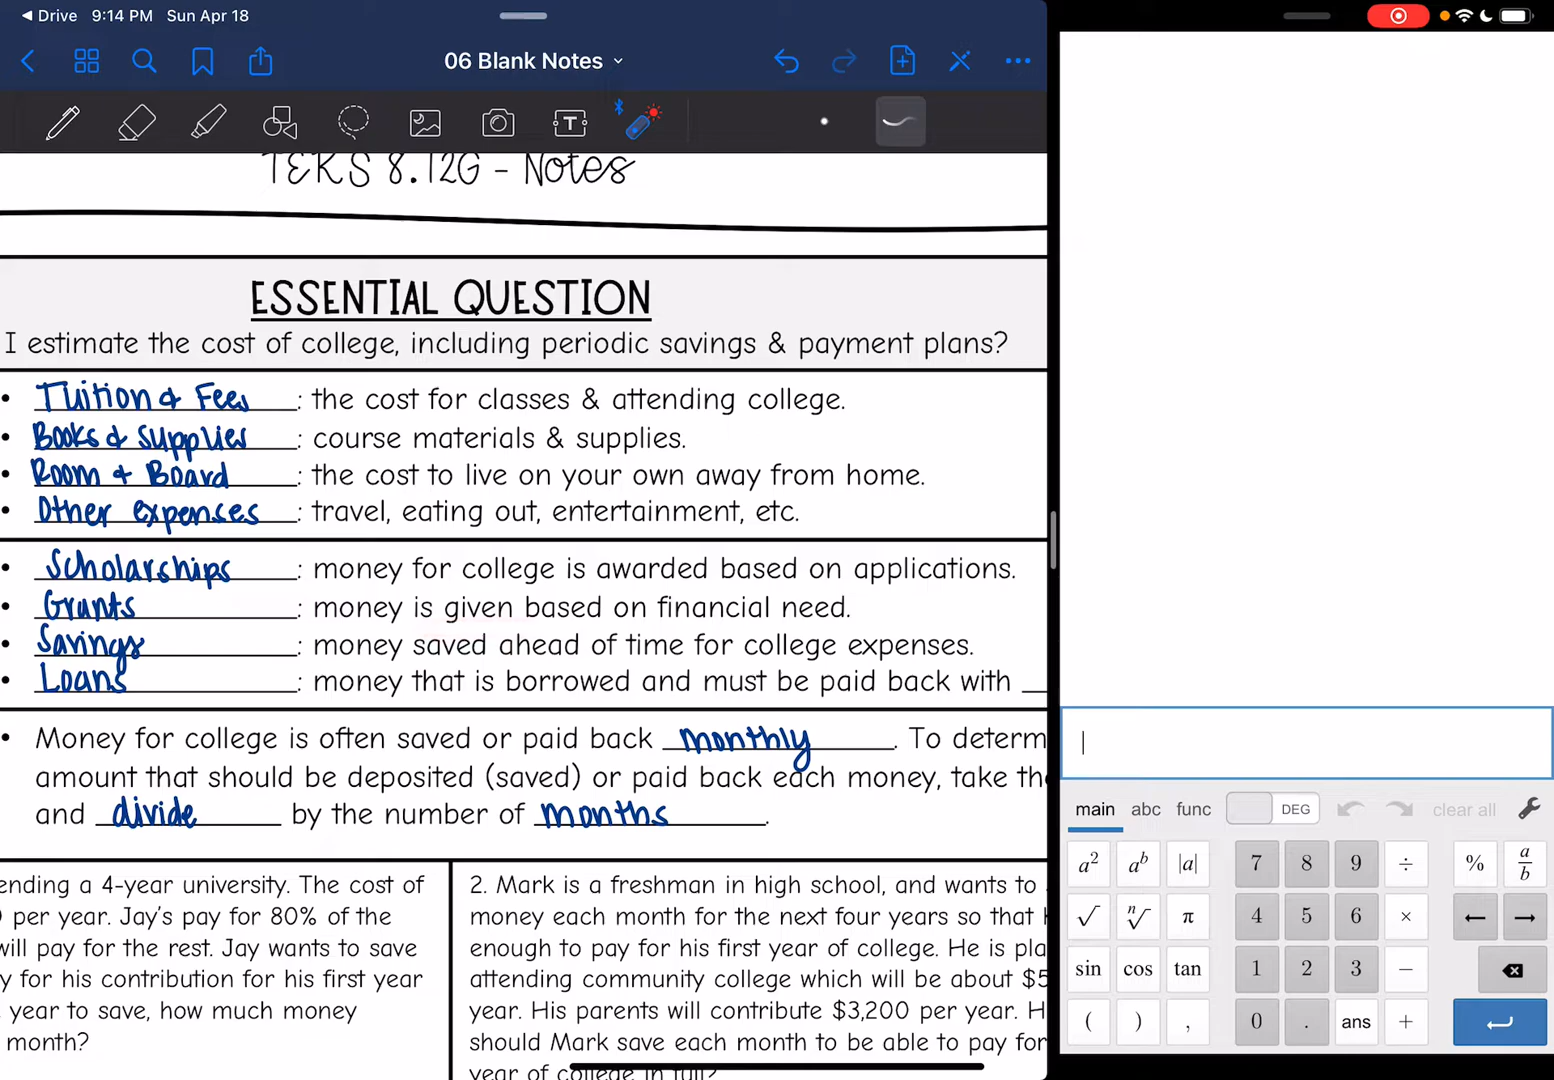 Drive 9:14 PM Sun Apr 18
06 Blank Notes
T
TEKS 8.12G - Notes
ESSENTIAL QUESTION
I estimate the cost of college, including periodic savings & payment plans?
• Tuition & Fees: the cost for classes & attending college.
• Books & Supplies: course materials & supplies.
• Room & Board: the cost to live on your own away from home.
• Other expenses: travel, eating out, entertainment, etc.
• Scholarships: money for college is awarded based on applications.
• Grants: money is given based on financial need.
• Savings: money saved ahead of time for college expenses.
• Loans: money that is borrowed and must be paid back with __
• Money for college is often saved or paid back monthly. To determ
amount that should be deposited (saved) or paid back each money, take th
and divide by the number of months.
ending a 4-year university. The cost of
per year. Jay's pay for 80% of the
will pay for the rest. Jay wants to save
y for his contribution for his first year
year to save, how much money
month?
2. Mark is a freshman in high school, and wants to
money each month for the next four years so that
enough to pay for his first year of college. He is pla
attending community college which will be about $5
year. His parents will contribute $3,200 per year. H
should Mark save each month to be able to pay for
year of college in full?
main abc func DEG clear all
a² aᵇ |a| 7 8 9 ÷ % a/b
√ ⁿ√ π 4 5 6 × ← →
sin cos tan 1 2 3 −
( ) , 0 . ans +